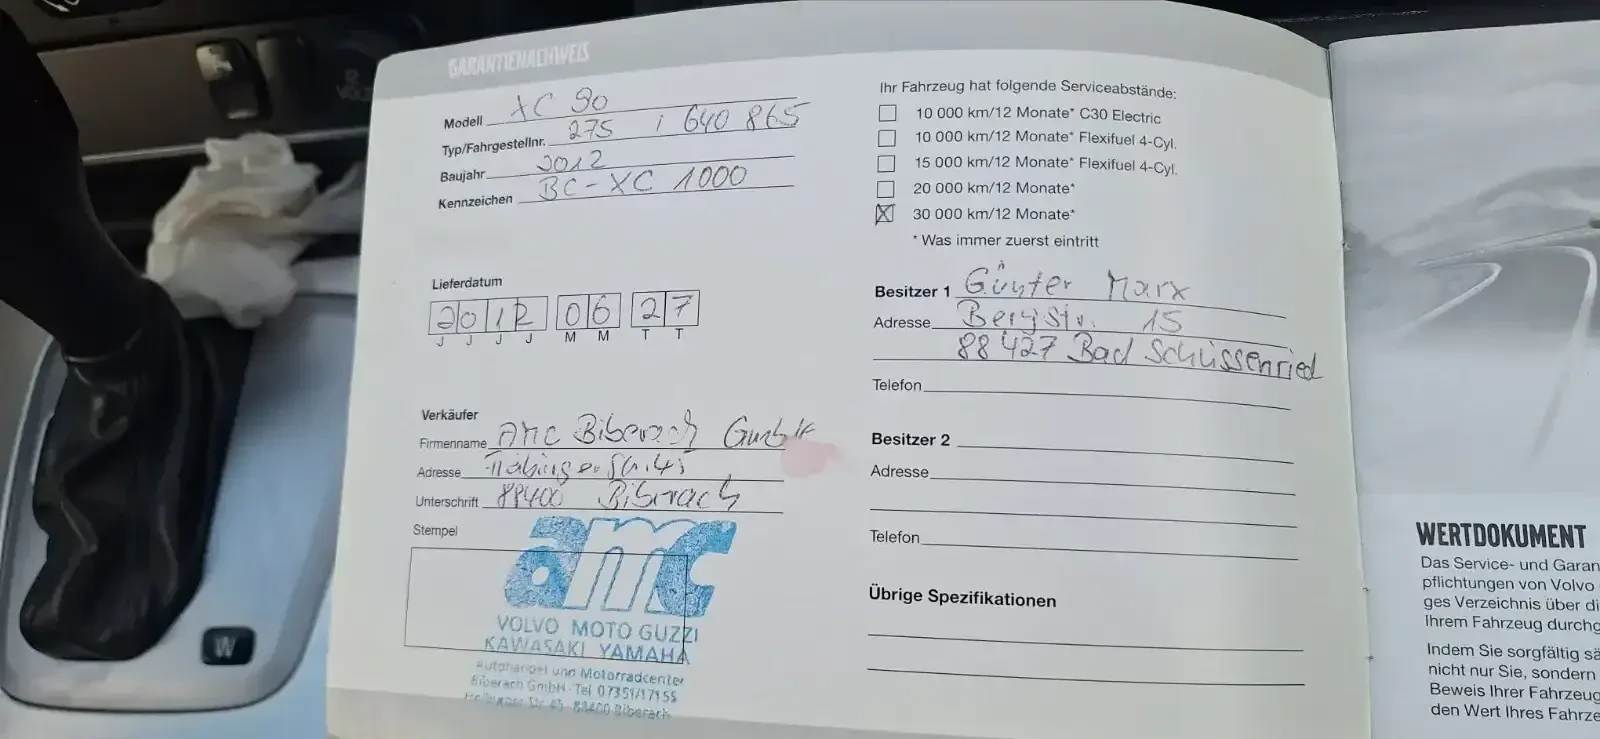 GARANTIENACHWEIS
Modell XC 90
Typ/Fahrgestellnr. 275 i 640 865
Baujahr 2012
Kennzeichen BC-XC 1000
Lieferdatum
2012 06 27
J J J J M M T T
Verkäufer
Firmenname AMC Biberach GmbH
Adresse
Unterschrift 88400 Biberach
Stempel
amc
VOLVO MOTO GUZZI
KAWASAKI YAMAHA
Autohandel und Motorradcenter
Biberach GmbH · Tel. 07351/17155
88400 Biberach
Ihr Fahrzeug hat folgende Serviceabstände:
10 000 km/12 Monate* C30 Electric
10 000 km/12 Monate* Flexifuel 4-Cyl.
15 000 km/12 Monate* Flexifuel 4-Cyl.
20 000 km/12 Monate*
30 000 km/12 Monate*
* Was immer zuerst eintritt
Besitzer 1 Günter Marx
Adresse Bergstr. 15
88427 Bad Schussenried
Telefon
Besitzer 2
Adresse
Telefon
Übrige Spezifikationen
WERTDOKUMENT
Das Service- und Garan
pflichtungen von Volvo
ges Verzeichnis über di
Ihrem Fahrzeug durchg
Indem Sie sorgfältig sä
nicht nur Sie, sondern
Beweis Ihrer Fahrzeug
den Wert Ihres Fahrze
W